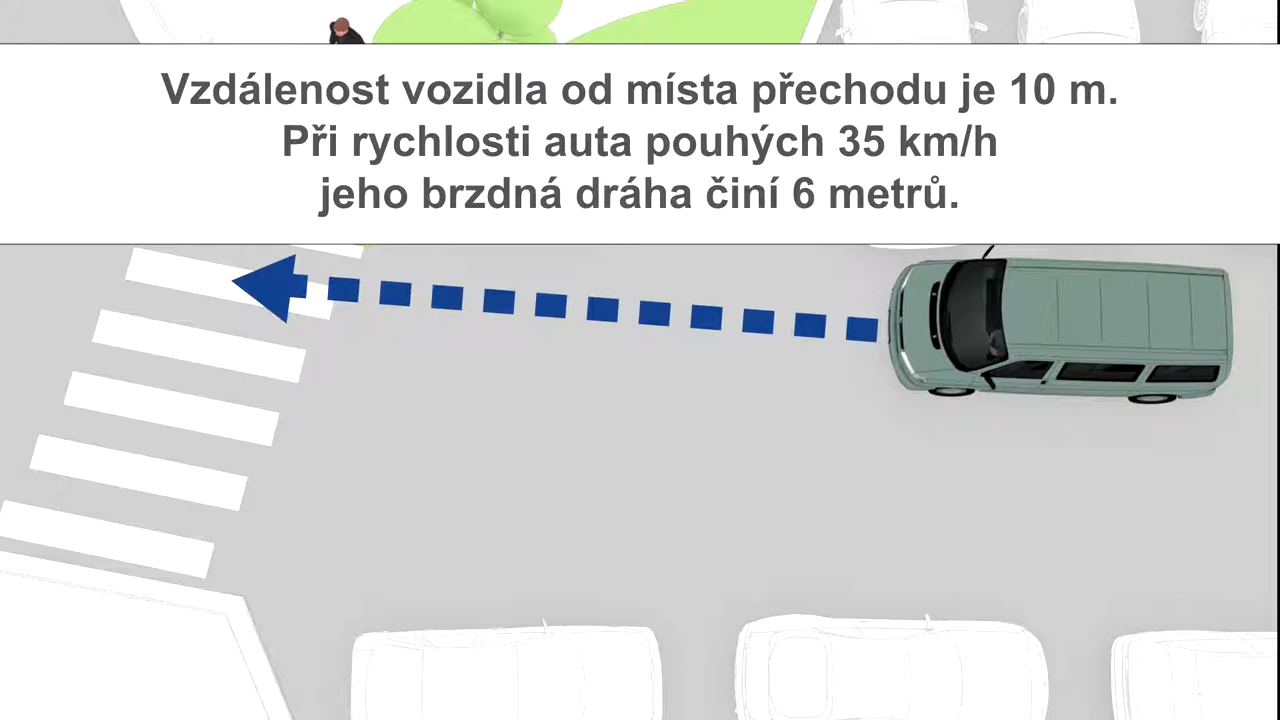 Vzdálenost vozidla od místa přechodu je 10 m.
Při rychlosti auta pouhých 35 km/h
jeho brzdná dráha činí 6 metrů.